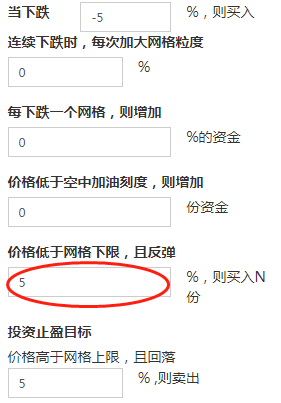 当下跌 -5 %，则买入
连续下跌时，每次加大网格粒度
0 %
每下跌一个网格，则增加
0 %的资金
价格低于空中加油刻度，则增加
0 份资金
价格低于网格下限，且反弹
5 %，则买入N
份
投资止盈目标
价格高于网格上限，且回落
5 % ,则卖出